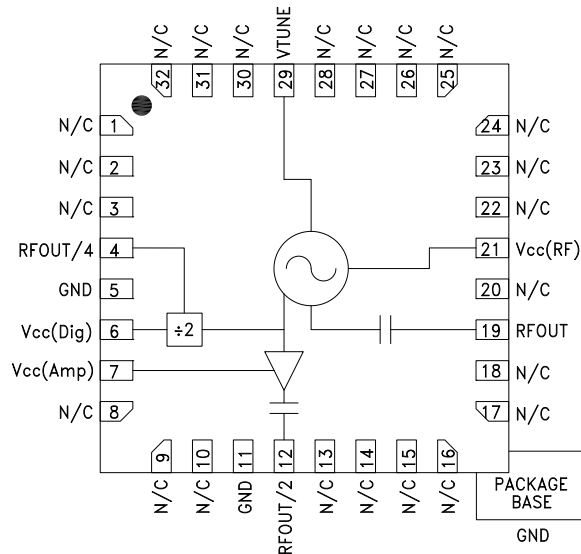 N/C N/C N/C VTUNE N/C N/C N/C N/C
32 31 30 29 28 27 26 25
N/C 1
N/C 2
N/C 3
RFOUT/4 4
GND 5
Vcc(Dig) 6
Vcc(Amp) 7
N/C 8
÷2
24 N/C
23 N/C
22 N/C
21 Vcc(RF)
20 N/C
19 RFOUT
18 N/C
17 N/C
9 10 11 12 13 14 15 16
N/C N/C GND RFOUT/2 N/C N/C N/C N/C
PACKAGE
BASE
GND